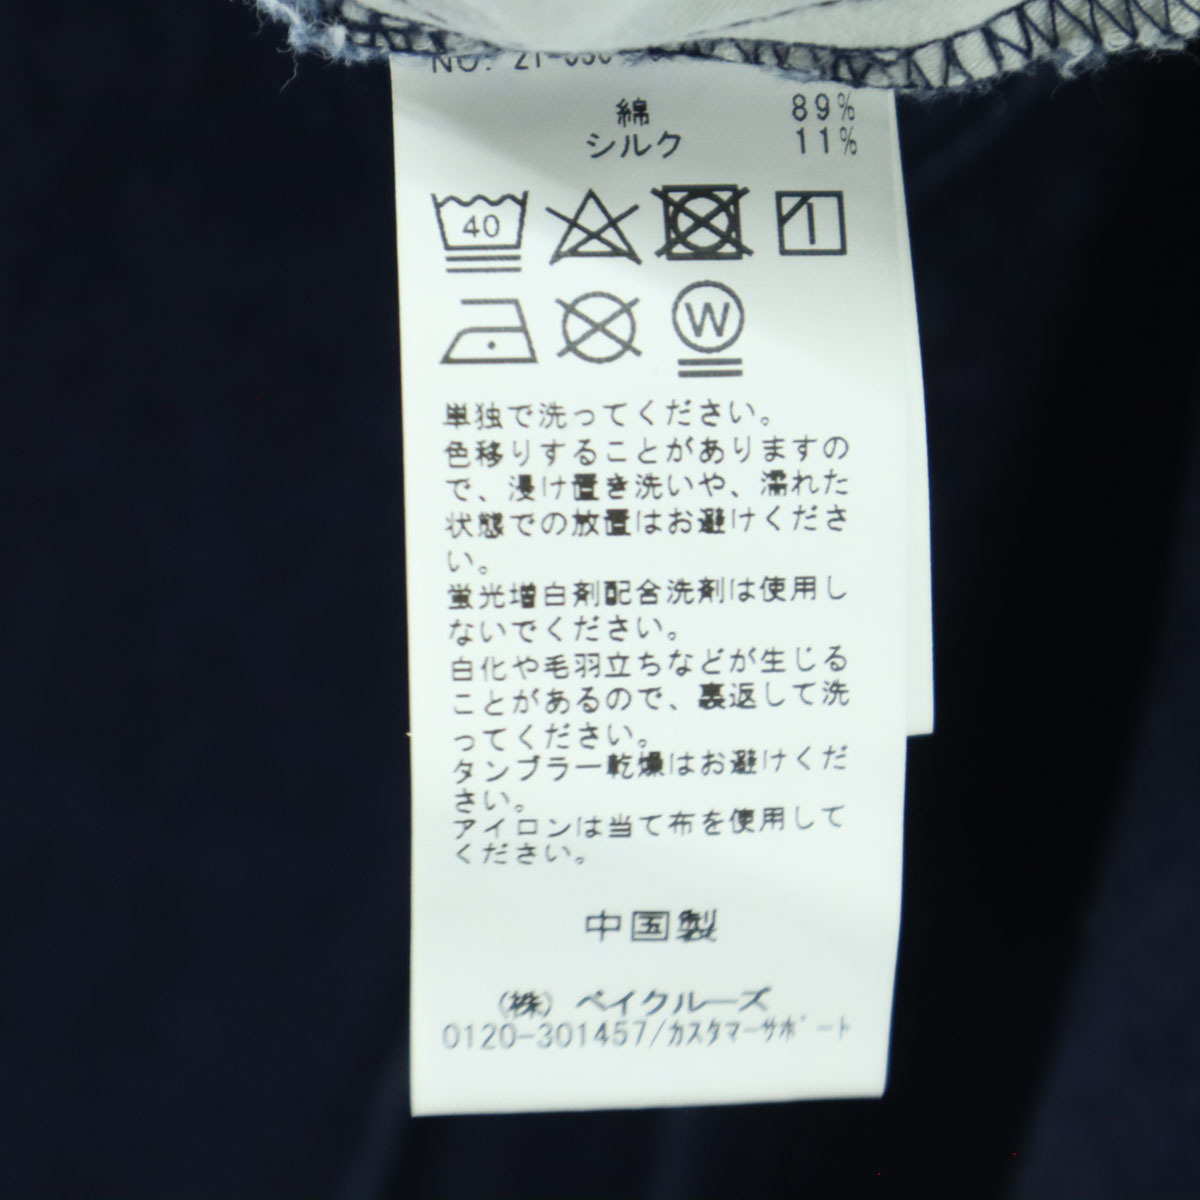 綿 89%
シルク 11%
40
W
単独で洗ってください。
色移りすることがありますの
で、浸け置き洗いや、濡れた
状態での放置はお避けくださ
い。
蛍光増白剤配合洗剤は使用し
ないでください。
白化や毛羽立ちなどが生じる
ことがあるので、裏返して洗
ってください。
タンブラー乾燥はお避けくだ
さい。
アイロンは当て布を使用して
ください。
中国製
(株) ベイクルーズ
0120-301457/カスタマーサポート